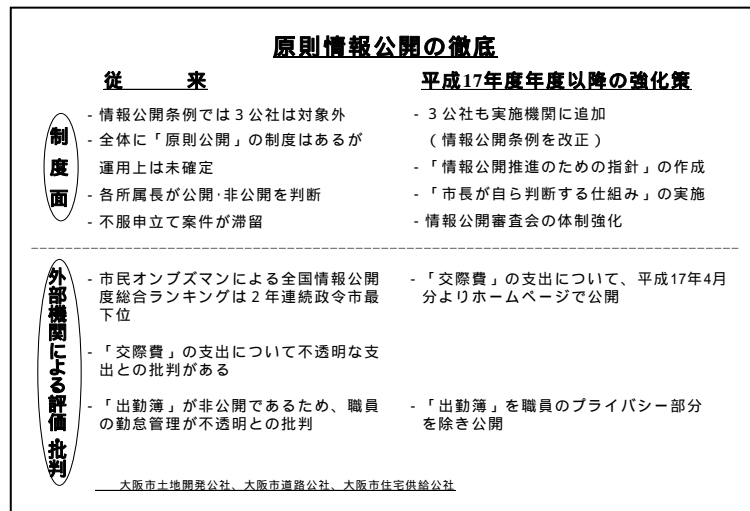 原則情報公開の徹底
従　　来
平成17年度年度以降の強化策
制度面
- 情報公開条例では３公社は対象外
- 全体に「原則公開」の制度はあるが
運用上は未確定
- 各所属長が公開･非公開を判断
- 不服申立て案件が滞留
- ３公社も実施機関に追加
（情報公開条例を改正）
- 「情報公開推進のための指針」の作成
- 「市長が自ら判断する仕組み」の実施
- 情報公開審査会の体制強化
外部機関による評価・批判
- 市民オンブズマンによる全国情報公開
度総合ランキングは２年連続政令市最
下位
- 「交際費」の支出について不透明な支
出との批判がある
- 「出勤簿」が非公開であるため、職員
の勤怠管理が不透明との批判
- 「交際費」の支出について、平成17年4月
分よりホームページで公開
- 「出勤簿」を職員のプライバシー部分
を除き公開
大阪市土地開発公社、大阪市道路公社、大阪市住宅供給公社